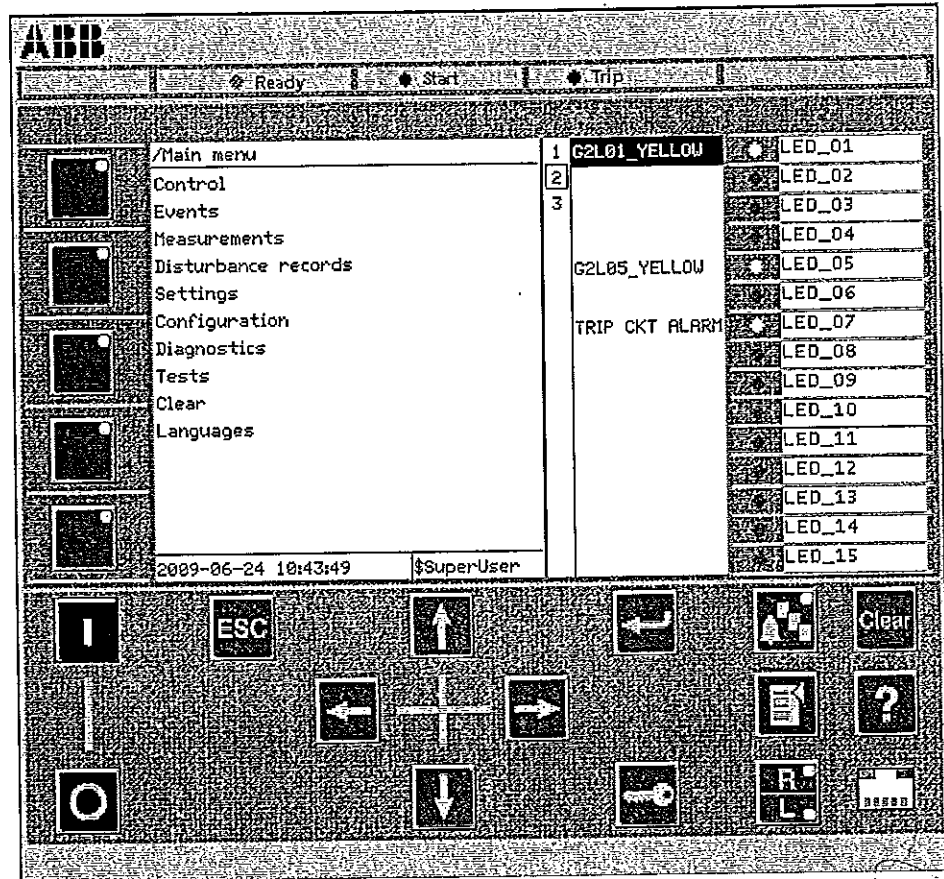 ABB
Ready Start Trip
/Main menu
Control
Events
Measurements
Disturbance records
Settings
Configuration
Diagnostics
Tests
Clear
Languages
2009-06-24 10:43:49 $SuperUser
1
2
3
G2L01_YELLOW
G2L05_YELLOW
TRIP CKT ALARM
LED_01
LED_02
LED_03
LED_04
LED_05
LED_06
LED_07
LED_08
LED_09
LED_10
LED_11
LED_12
LED_13
LED_14
LED_15
I
ESC
Clear
?
O
R
L